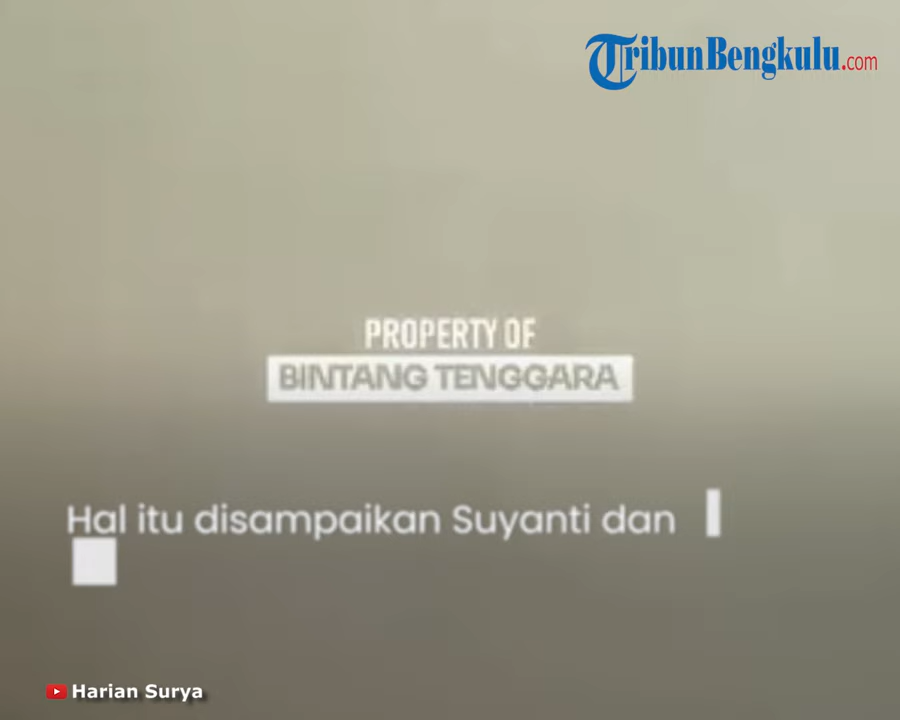 TribunBengkulu.com
PROPERTY OF
BINTANG TENGGARA
Hal itu disampaikan Suyanti dan
Harian Surya